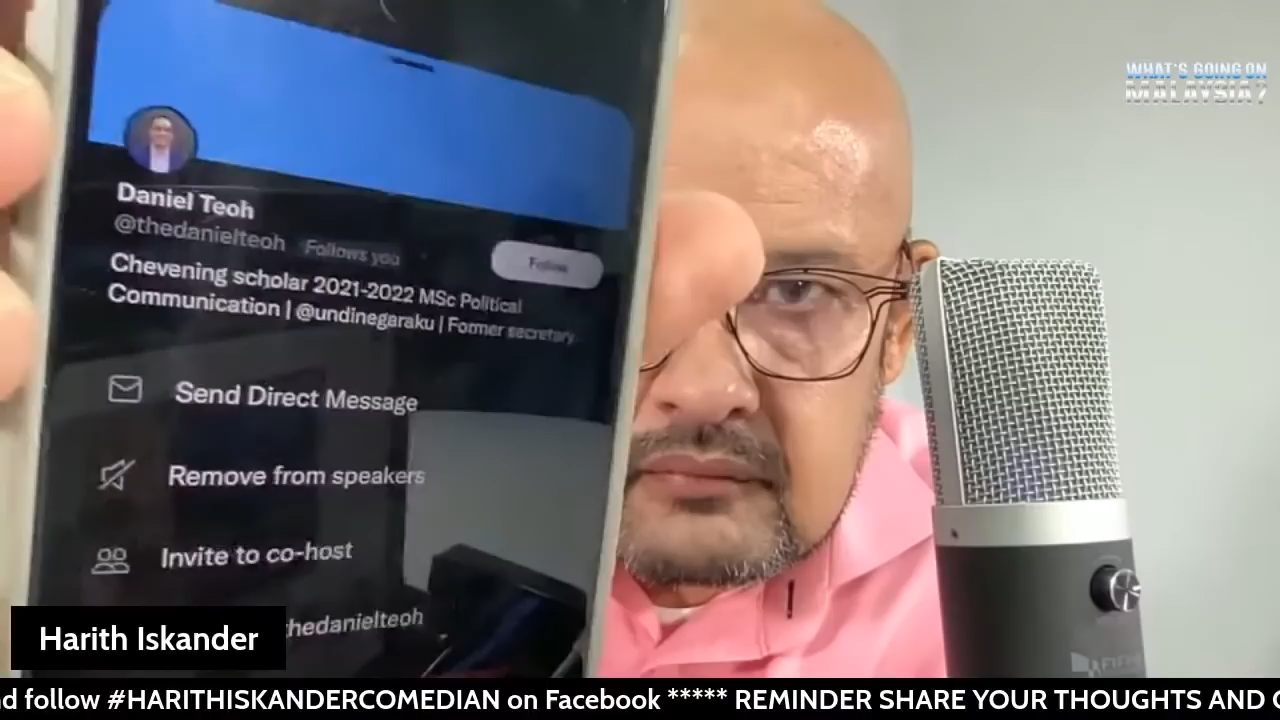 WHAT'S GOING ON
MALAYSIA?
Daniel Teoh
@thedanielteoh Follows you
Follow
Chevening scholar 2021-2022 MSc Political
Communication | @undinegaraku | Former secretary
Send Direct Message
Remove from speakers
Invite to co-host
thedanielteoh
Harith Iskander
d follow #HARITHISKANDERCOMEDIAN on Facebook ***** REMINDER SHARE YOUR THOUGHTS AND